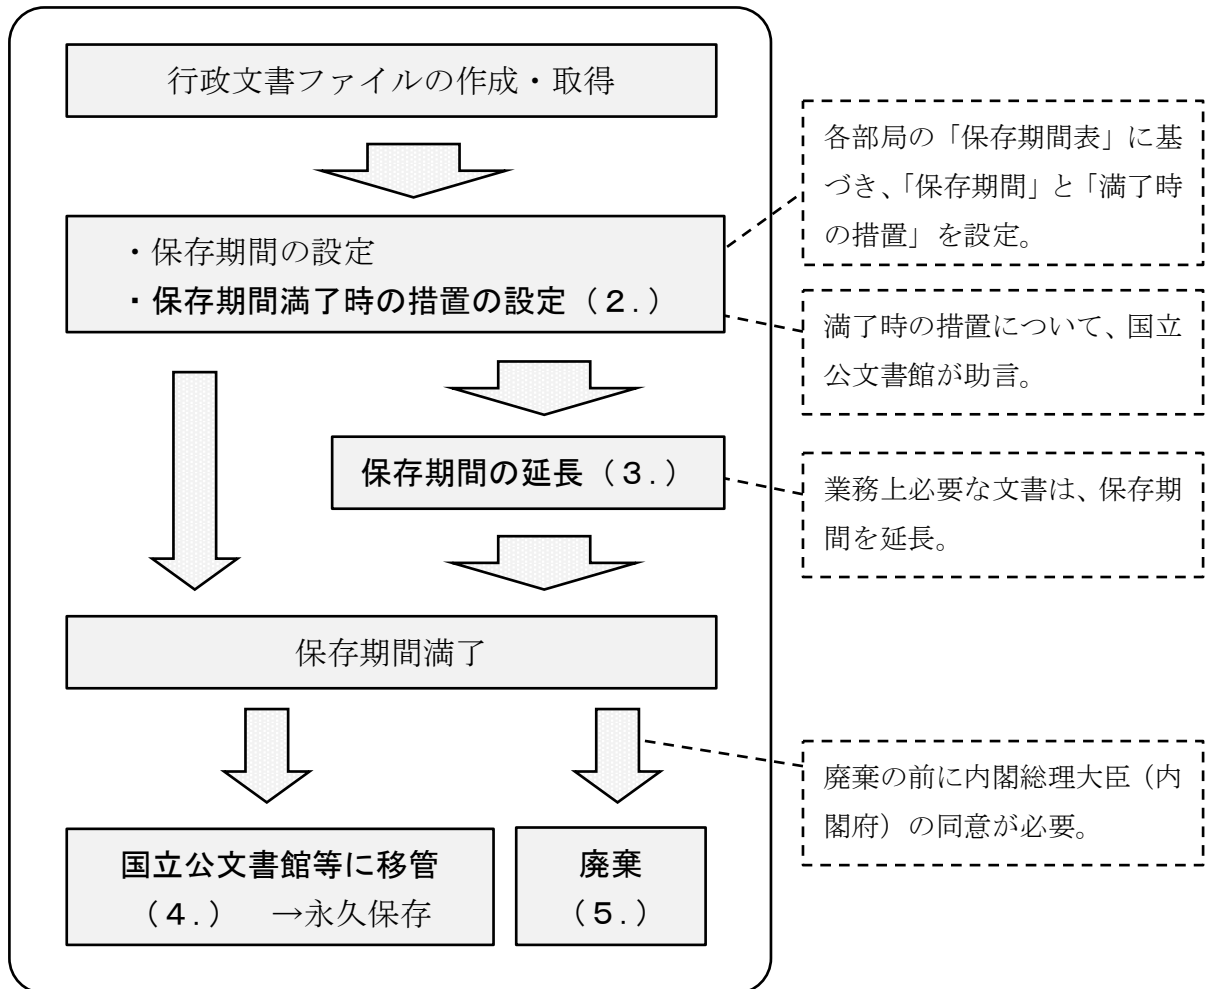 行政文書ファイルの作成・取得
各部局の「保存期間表」に基
づき、「保存期間」と「満了時
の措置」を設定。
・保存期間の設定
・保存期間満了時の措置の設定（２．）
満了時の措置について、国立
公文書館が助言。
保存期間の延長（３．）
業務上必要な文書は、保存期
間を延長。
保存期間満了
廃棄の前に内閣総理大臣（内
閣府）の同意が必要。
国立公文書館等に移管
（４．）　→永久保存
廃棄
（５．）